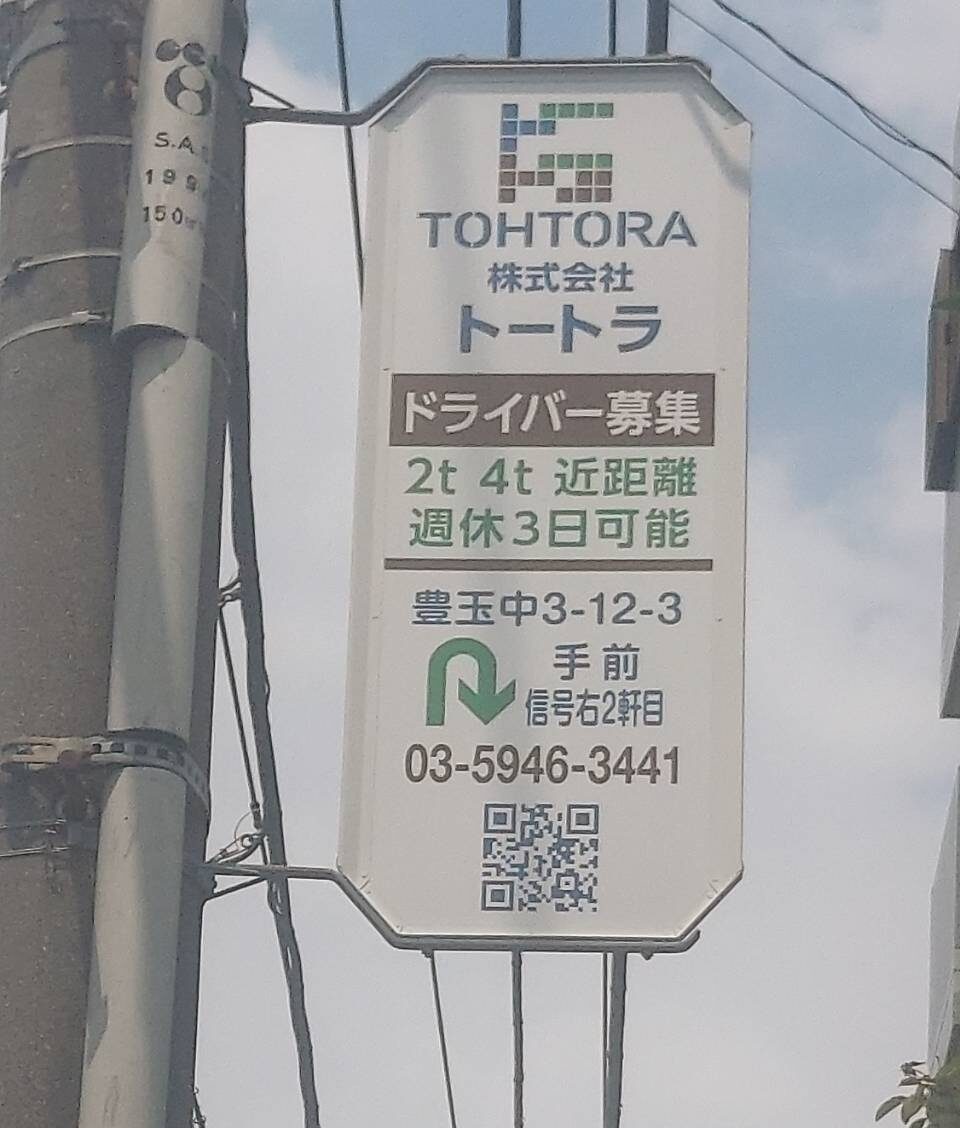 S.A.
199
150
TOHTORA
株式会社
トートラ
ドライバー募集
2t 4t 近距離
週休3日可能
豊玉中3-12-3
手前
信号右2軒目
03-5946-3441